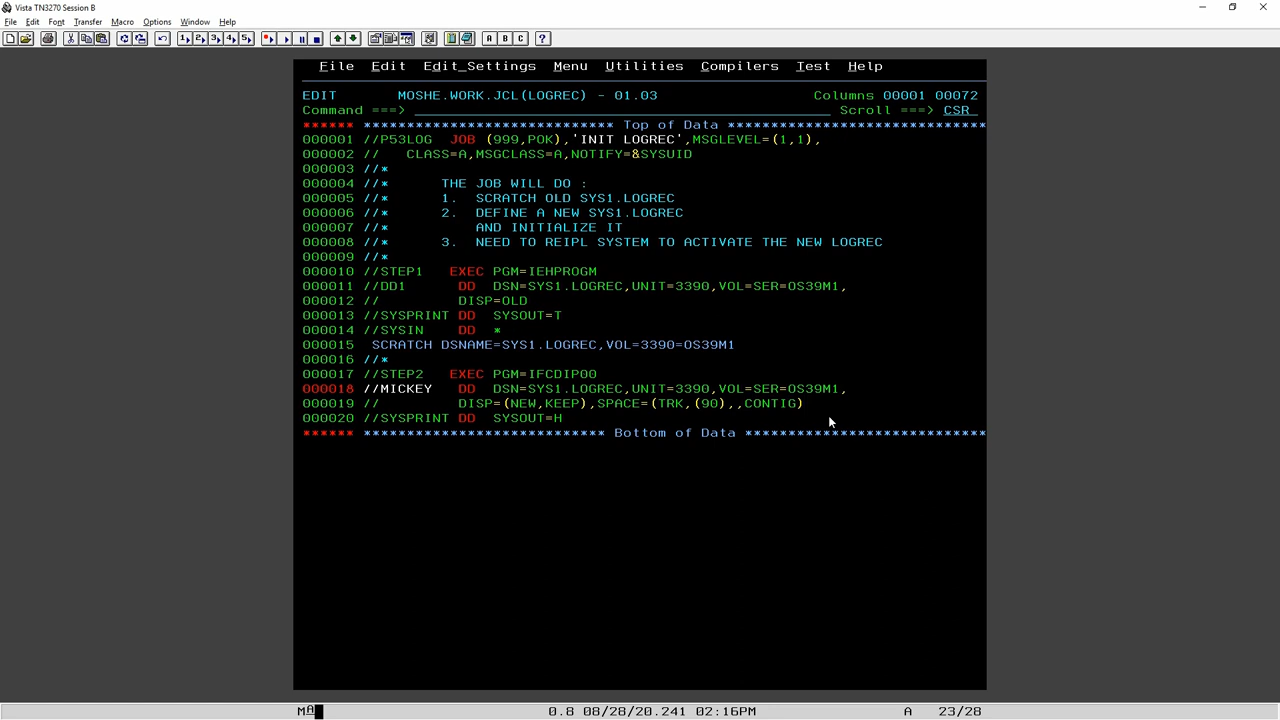 Vista TN3270 Session B
File Edit Font Transfer Macro Options Window Help
1 2 3 4 5 A B C ?
File Edit Edit_Settings Menu Utilities Compilers Test Help
EDIT MOSHE.WORK.JCL(LOGREC) - 01.03 Columns 00001 00072
Command ===> Scroll ===> CSR
****** ***************************** Top of Data ******************************
000001 //P53LOG JOB (999,POK),'INIT LOGREC',MSGLEVEL=(1,1),
000002 // CLASS=A,MSGCLASS=A,NOTIFY=&SYSUID
000003 //*
000004 //* THE JOB WILL DO :
000005 //* 1. SCRATCH OLD SYS1.LOGREC
000006 //* 2. DEFINE A NEW SYS1.LOGREC
000007 //* AND INITIALIZE IT
000008 //* 3. NEED TO REIPL SYSTEM TO ACTIVATE THE NEW LOGREC
000009 //*
000010 //STEP1 EXEC PGM=IEHPROGM
000011 //DD1 DD DSN=SYS1.LOGREC,UNIT=3390,VOL=SER=OS39M1,
000012 // DISP=OLD
000013 //SYSPRINT DD SYSOUT=T
000014 //SYSIN DD *
000015 SCRATCH DSNAME=SYS1.LOGREC,VOL=3390=OS39M1
000016 //*
000017 //STEP2 EXEC PGM=IFCDIP00
000018 //MICKEY DD DSN=SYS1.LOGREC,UNIT=3390,VOL=SER=OS39M1,
000019 // DISP=(NEW,KEEP),SPACE=(TRK,(90),,CONTIG)
000020 //SYSPRINT DD SYSOUT=H
****** **************************** Bottom of Data ****************************
MA 0.8 08/28/20.241 02:16PM A 23/28